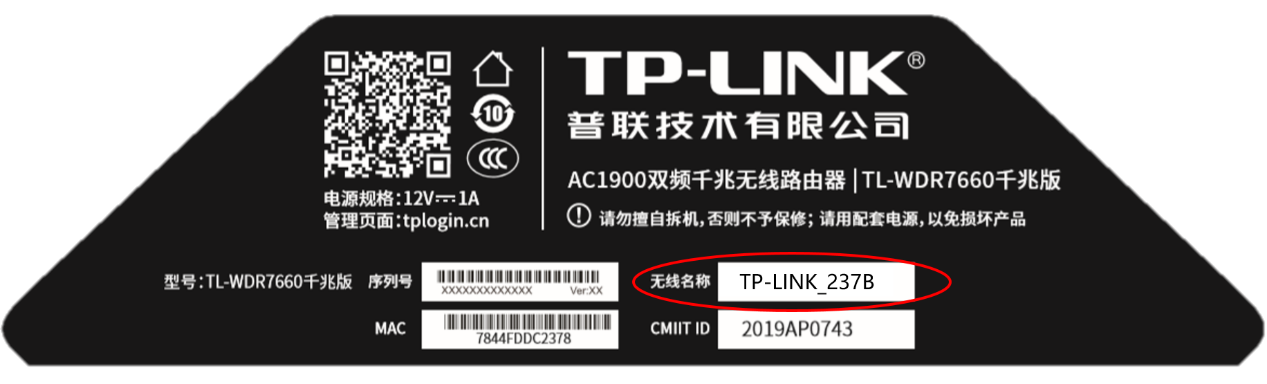 TP-LINK®
普联技术有限公司
10
CCC
电源规格:12V⎓1A
管理页面:tplogin.cn
AC1900双频千兆无线路由器|TL-WDR7660千兆版
! 请勿擅自拆机,否则不予保修;请用配套电源,以免损坏产品
型号:TL-WDR7660千兆版 序列号 XXXXXXXXXXXXX Ver:XX
无线名称 TP-LINK_237B
MAC 7844FDDC2378
CMIIT ID 2019AP0743